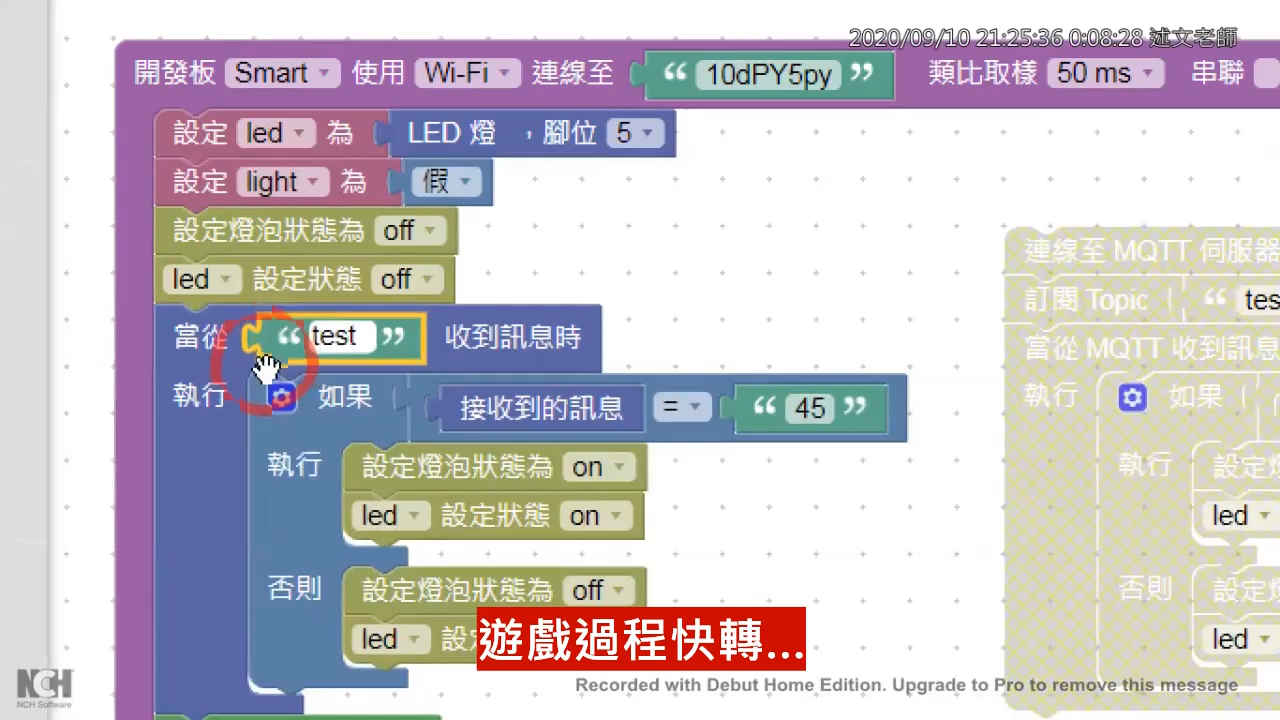 2020/09/10 21:25:36 0:08:28 述文老師
開發板 Smart 使用 Wi-Fi 連線至 “ 10dPY5py ” 類比取樣 50 ms 串聯
設定 led 為 LED 燈 ，腳位 5
設定 light 為 假
設定燈泡狀態為 off
led 設定狀態 off
當從 “ test ” 收到訊息時
執行 如果 接收到的訊息 = “ 45 ”
執行 設定燈泡狀態為 on
led 設定狀態 on
否則 設定燈泡狀態為 off
led 設
連線至 MQTT 伺服器
訂閱 Topic “ tes
當從 MQTT 收到訊息
執行 如果
執行 設定燈
led
否則 設定燈
led
遊戲過程快轉...
NCH
NCH Software
Recorded with Debut Home Edition. Upgrade to Pro to remove this message